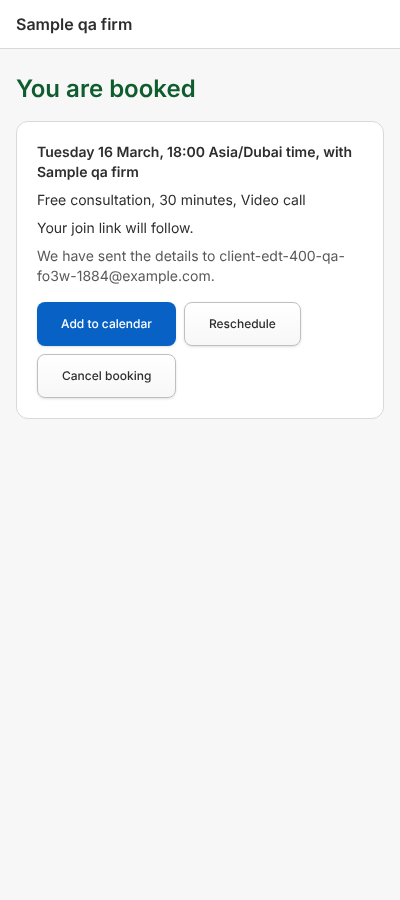 Sample qa firm
You are booked
Tuesday 16 March, 18:00 Asia/Dubai time, with
Sample qa firm
Free consultation, 30 minutes, Video call
Your join link will follow.
We have sent the details to client-edt-400-qa-
fo3w-1884@example.com.
Add to calendar
Reschedule
Cancel booking